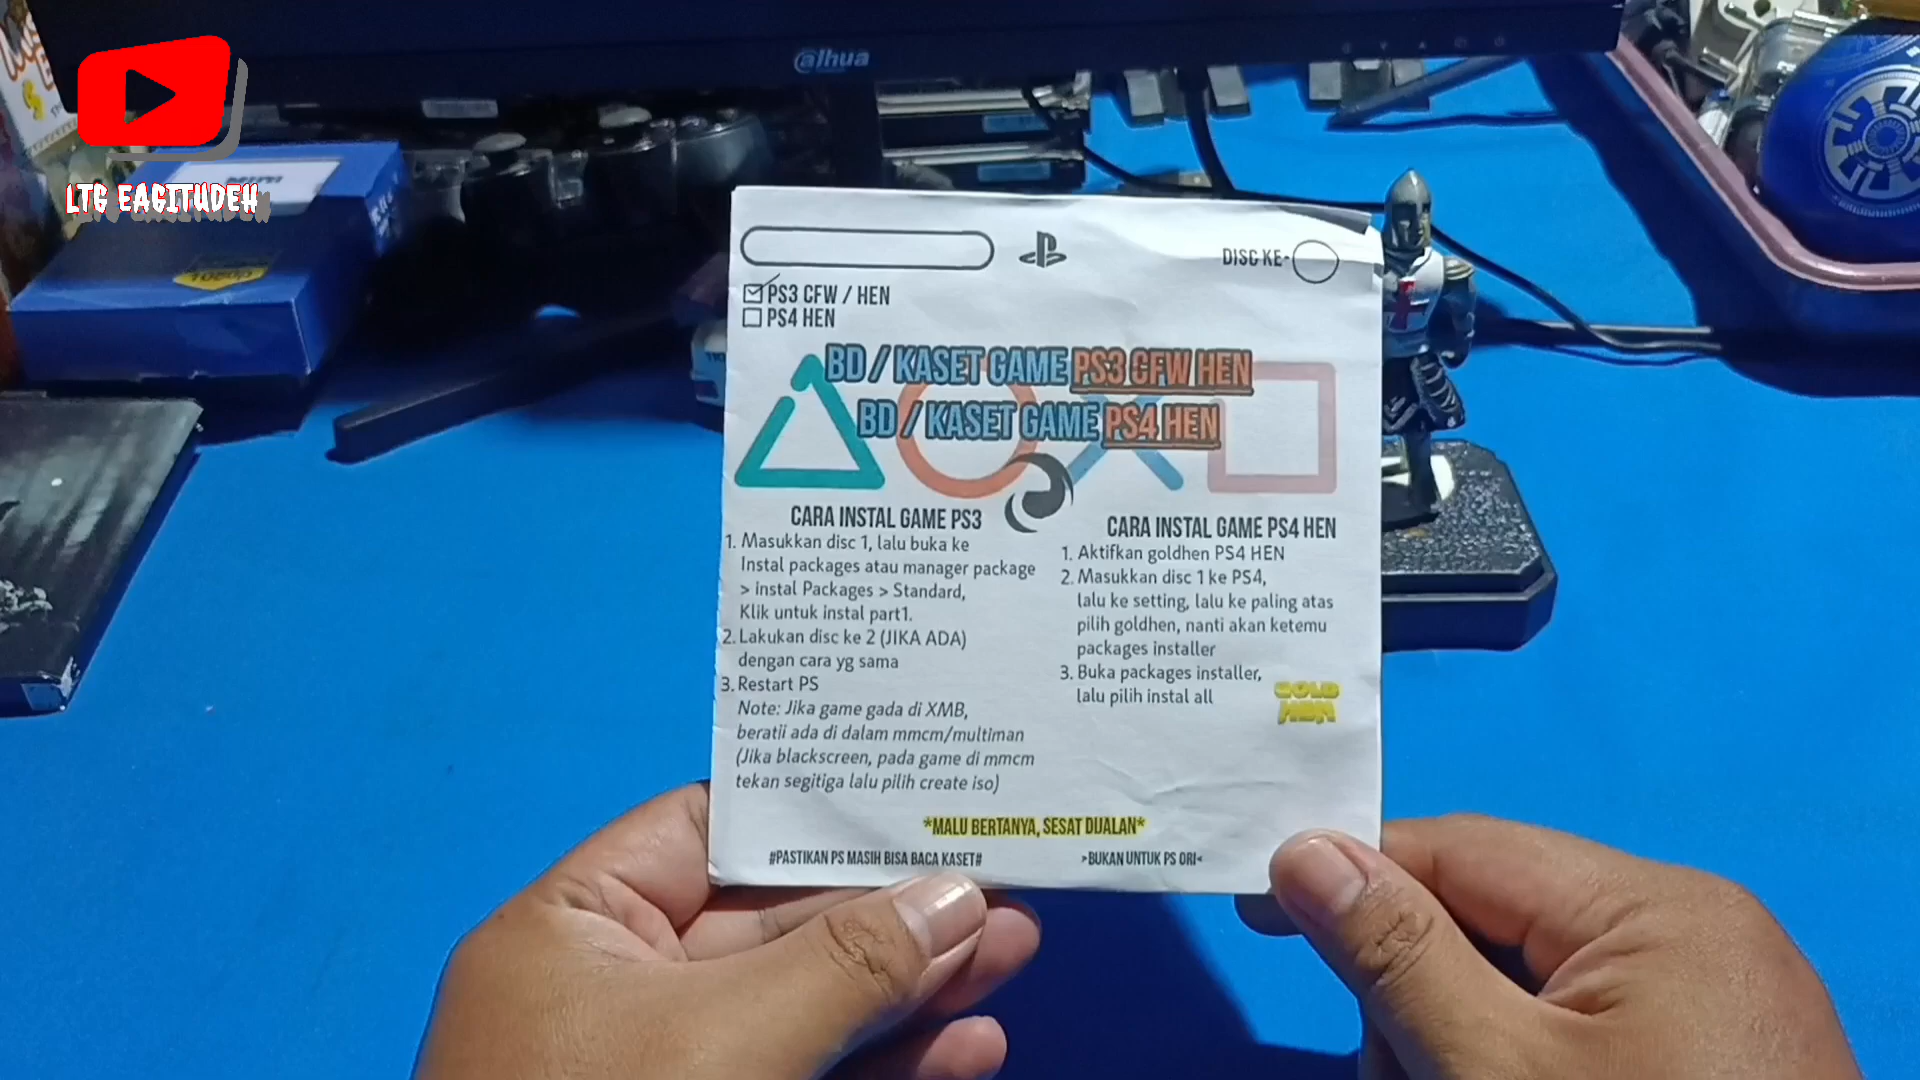 alhua
LTG EAGITUDEH
DISC KE-
PS3 CFW / HEN
PS4 HEN
BD / KASET GAME PS3 CFW HEN
BD / KASET GAME PS4 HEN
CARA INSTAL GAME PS3
1. Masukkan disc 1, lalu buka ke
Instal packages atau manager package
> instal Packages > Standard,
Klik untuk instal part1.
2. Lakukan disc ke 2 (JIKA ADA)
dengan cara yg sama
3. Restart PS
Note: Jika game gada di XMB,
beratii ada di dalam mmcm/multiman
(Jika blackscreen, pada game di mmcm
tekan segitiga lalu pilih create iso)
CARA INSTAL GAME PS4 HEN
1. Aktifkan goldhen PS4 HEN
2. Masukkan disc 1 ke PS4,
lalu ke setting, lalu ke paling atas
pilih goldhen, nanti akan ketemu
packages installer
3. Buka packages installer,
lalu pilih instal all
GOLD
HEN
*MALU BERTANYA, SESAT DIJALAN*
#PASTIKAN PS MASIH BISA BACA KASET#
>BUKAN UNTUK PS ORI<